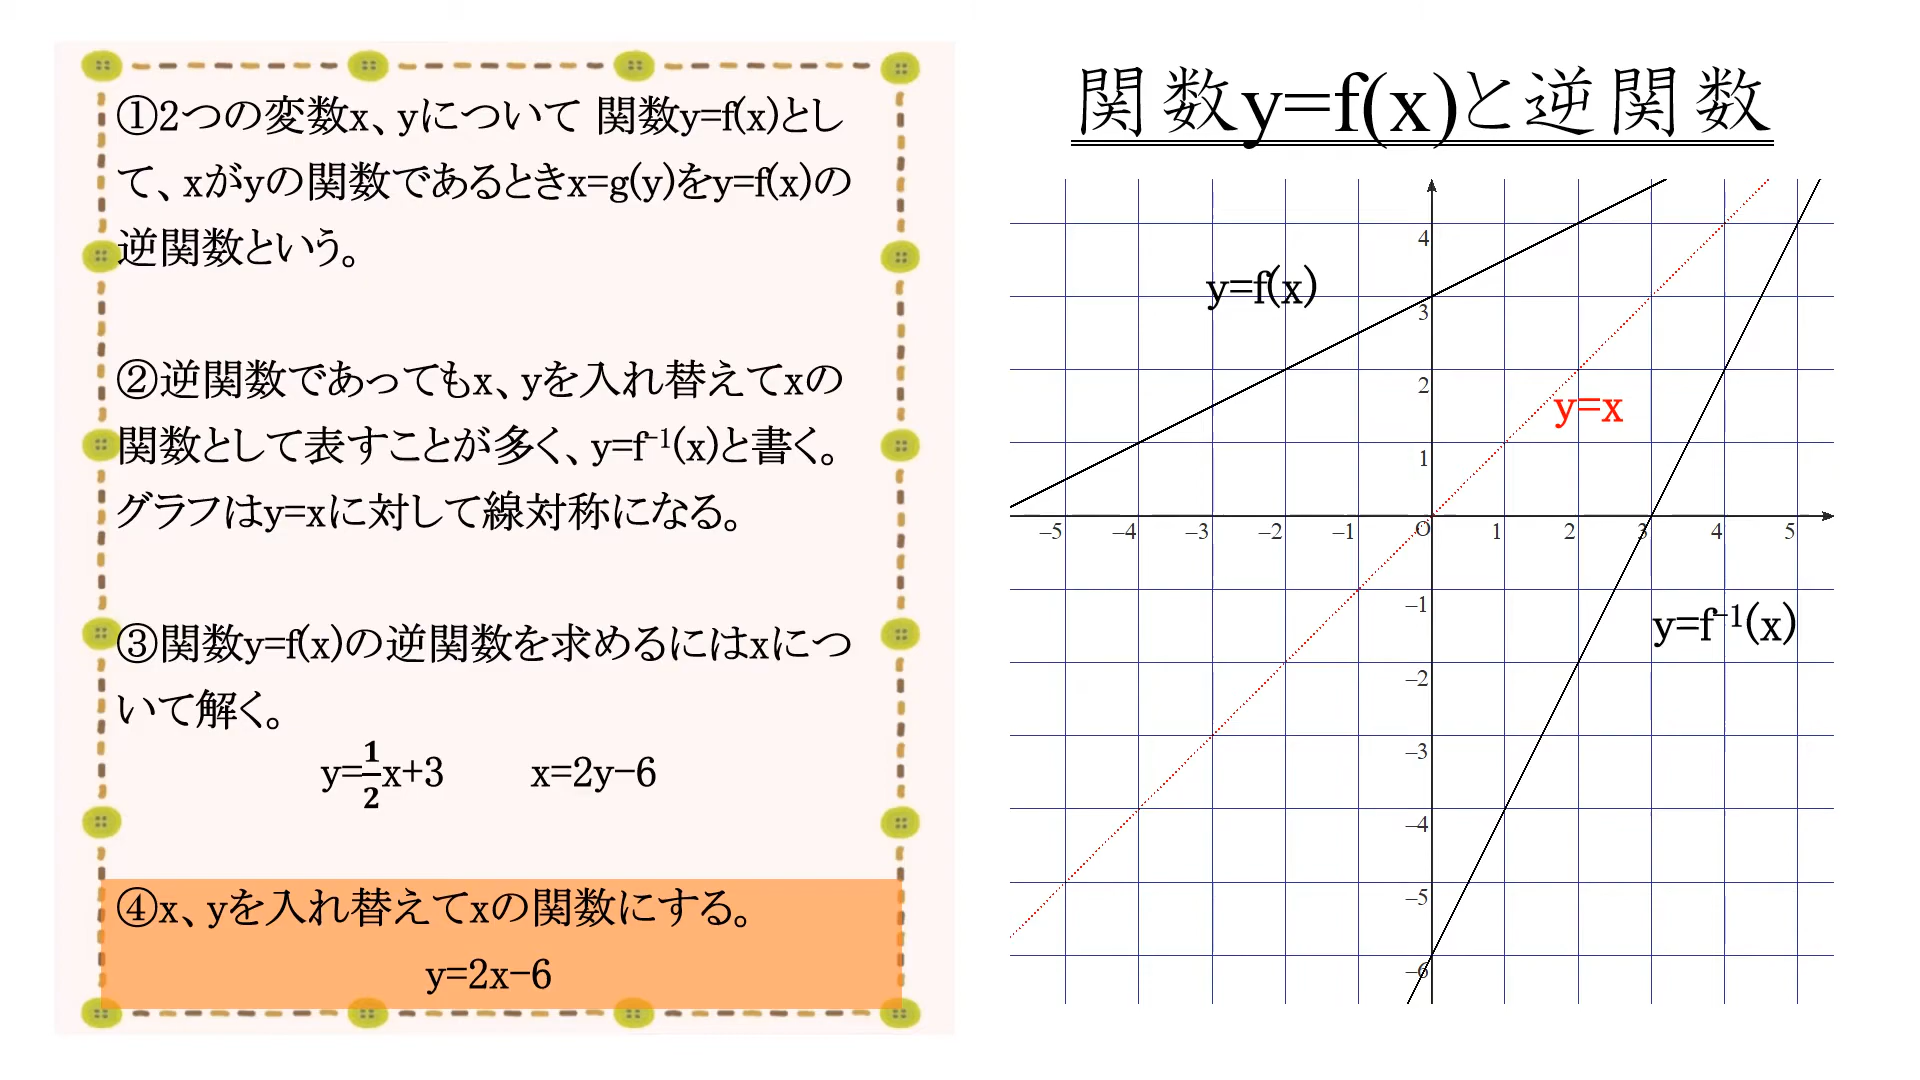 ①2つの変数x、yについて 関数y=f(x)とし
て、xがyの関数であるときx=g(y)をy=f(x)の
逆関数という。
②逆関数であってもx、yを入れ替えてxの
関数として表すことが多く、y=f⁻¹(x)と書く。
グラフはy=xに対して線対称になる。
③関数y=f(x)の逆関数を求めるにはxにつ
いて解く。
y=1/2x+3 x=2y−6
④x、yを入れ替えてxの関数にする。
y=2x−6
関数y=f(x)と逆関数
4
y=f(x)
3
2
y=x
1
−5 −4 −3 −2 −1 O 1 2 3 4 5
−1
y=f⁻¹(x)
−2
−3
−4
−5
−6